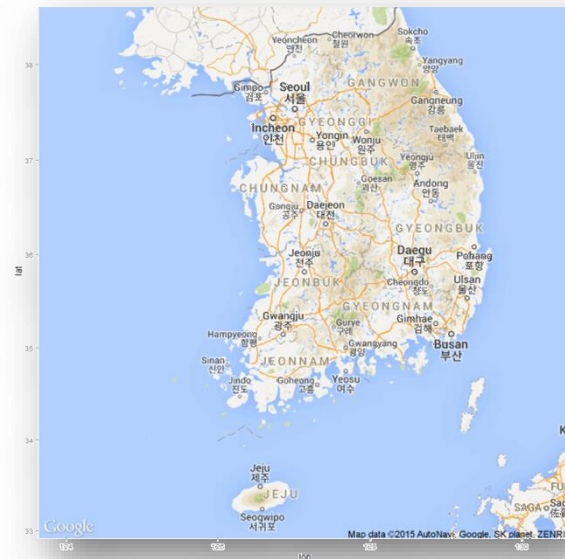 Sokcho
속초
Yeoncheon
연천
Cheorwon
철원
Yangyang
양양
38
GANGWON
Gimpo
김포
Seoul
서울
Gangneung
강릉
GYEONGGI
Incheon
인천
Yongin
용인
Wonju
원주
Taebaek
태백
37
CHUNGBUK
Yeongju
영주
Uljin
울진
CHUNGNAM
Goesan
괴산
Andong
안동
Gongju
공주
Daejeon
대전
GYEONGBUK
36
Jeonju
전주
Daegu
대구
Pohang
포항
lat
JEONBUK
Cheongdo
청도
Ulsan
울산
GYEONGNAM
Gwangju
광주
Gurye
구례
Gimhae
김해
Hampyeong
함평
Gwangyang
광양
Busan
부산
Sinan
신안
JEONNAM
Jindo
진도
Goheung
고흥
Yeosu
여수
34
K
Jeju
제주
JEJU
FU
SAGA
Sag
Seogwipo
서귀포
Google
Map data ©2015 AutoNavi, Google, SK planet, ZENRI
33
lon